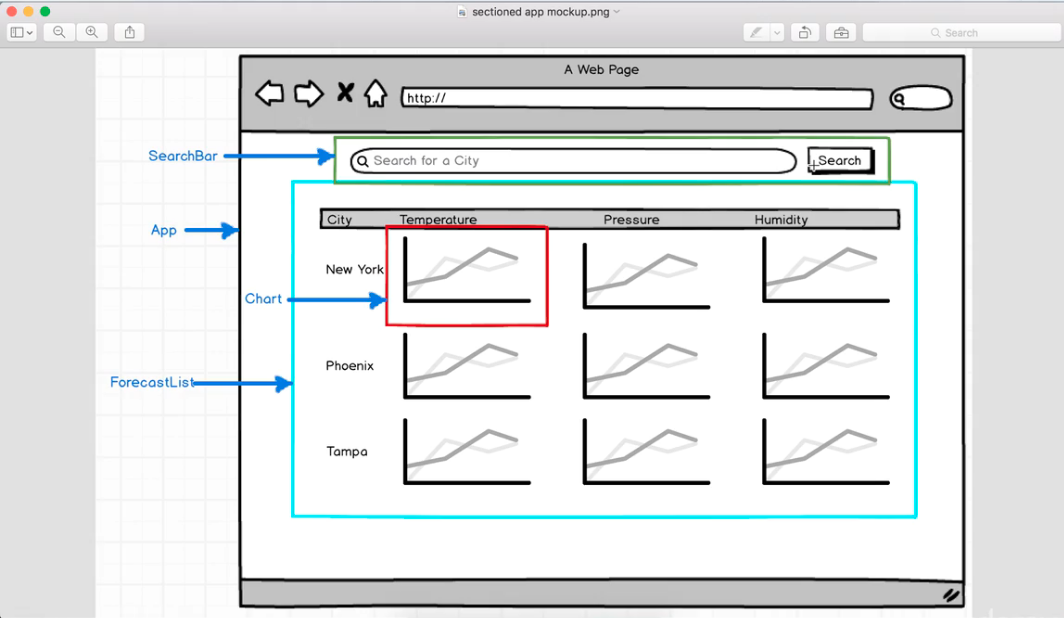 sectioned app mockup.png
Search
A Web Page
http://
SearchBar
Search for a City
Search
App
City Temperature Pressure Humidity
New York
Chart
Phoenix
ForecastList
Tampa